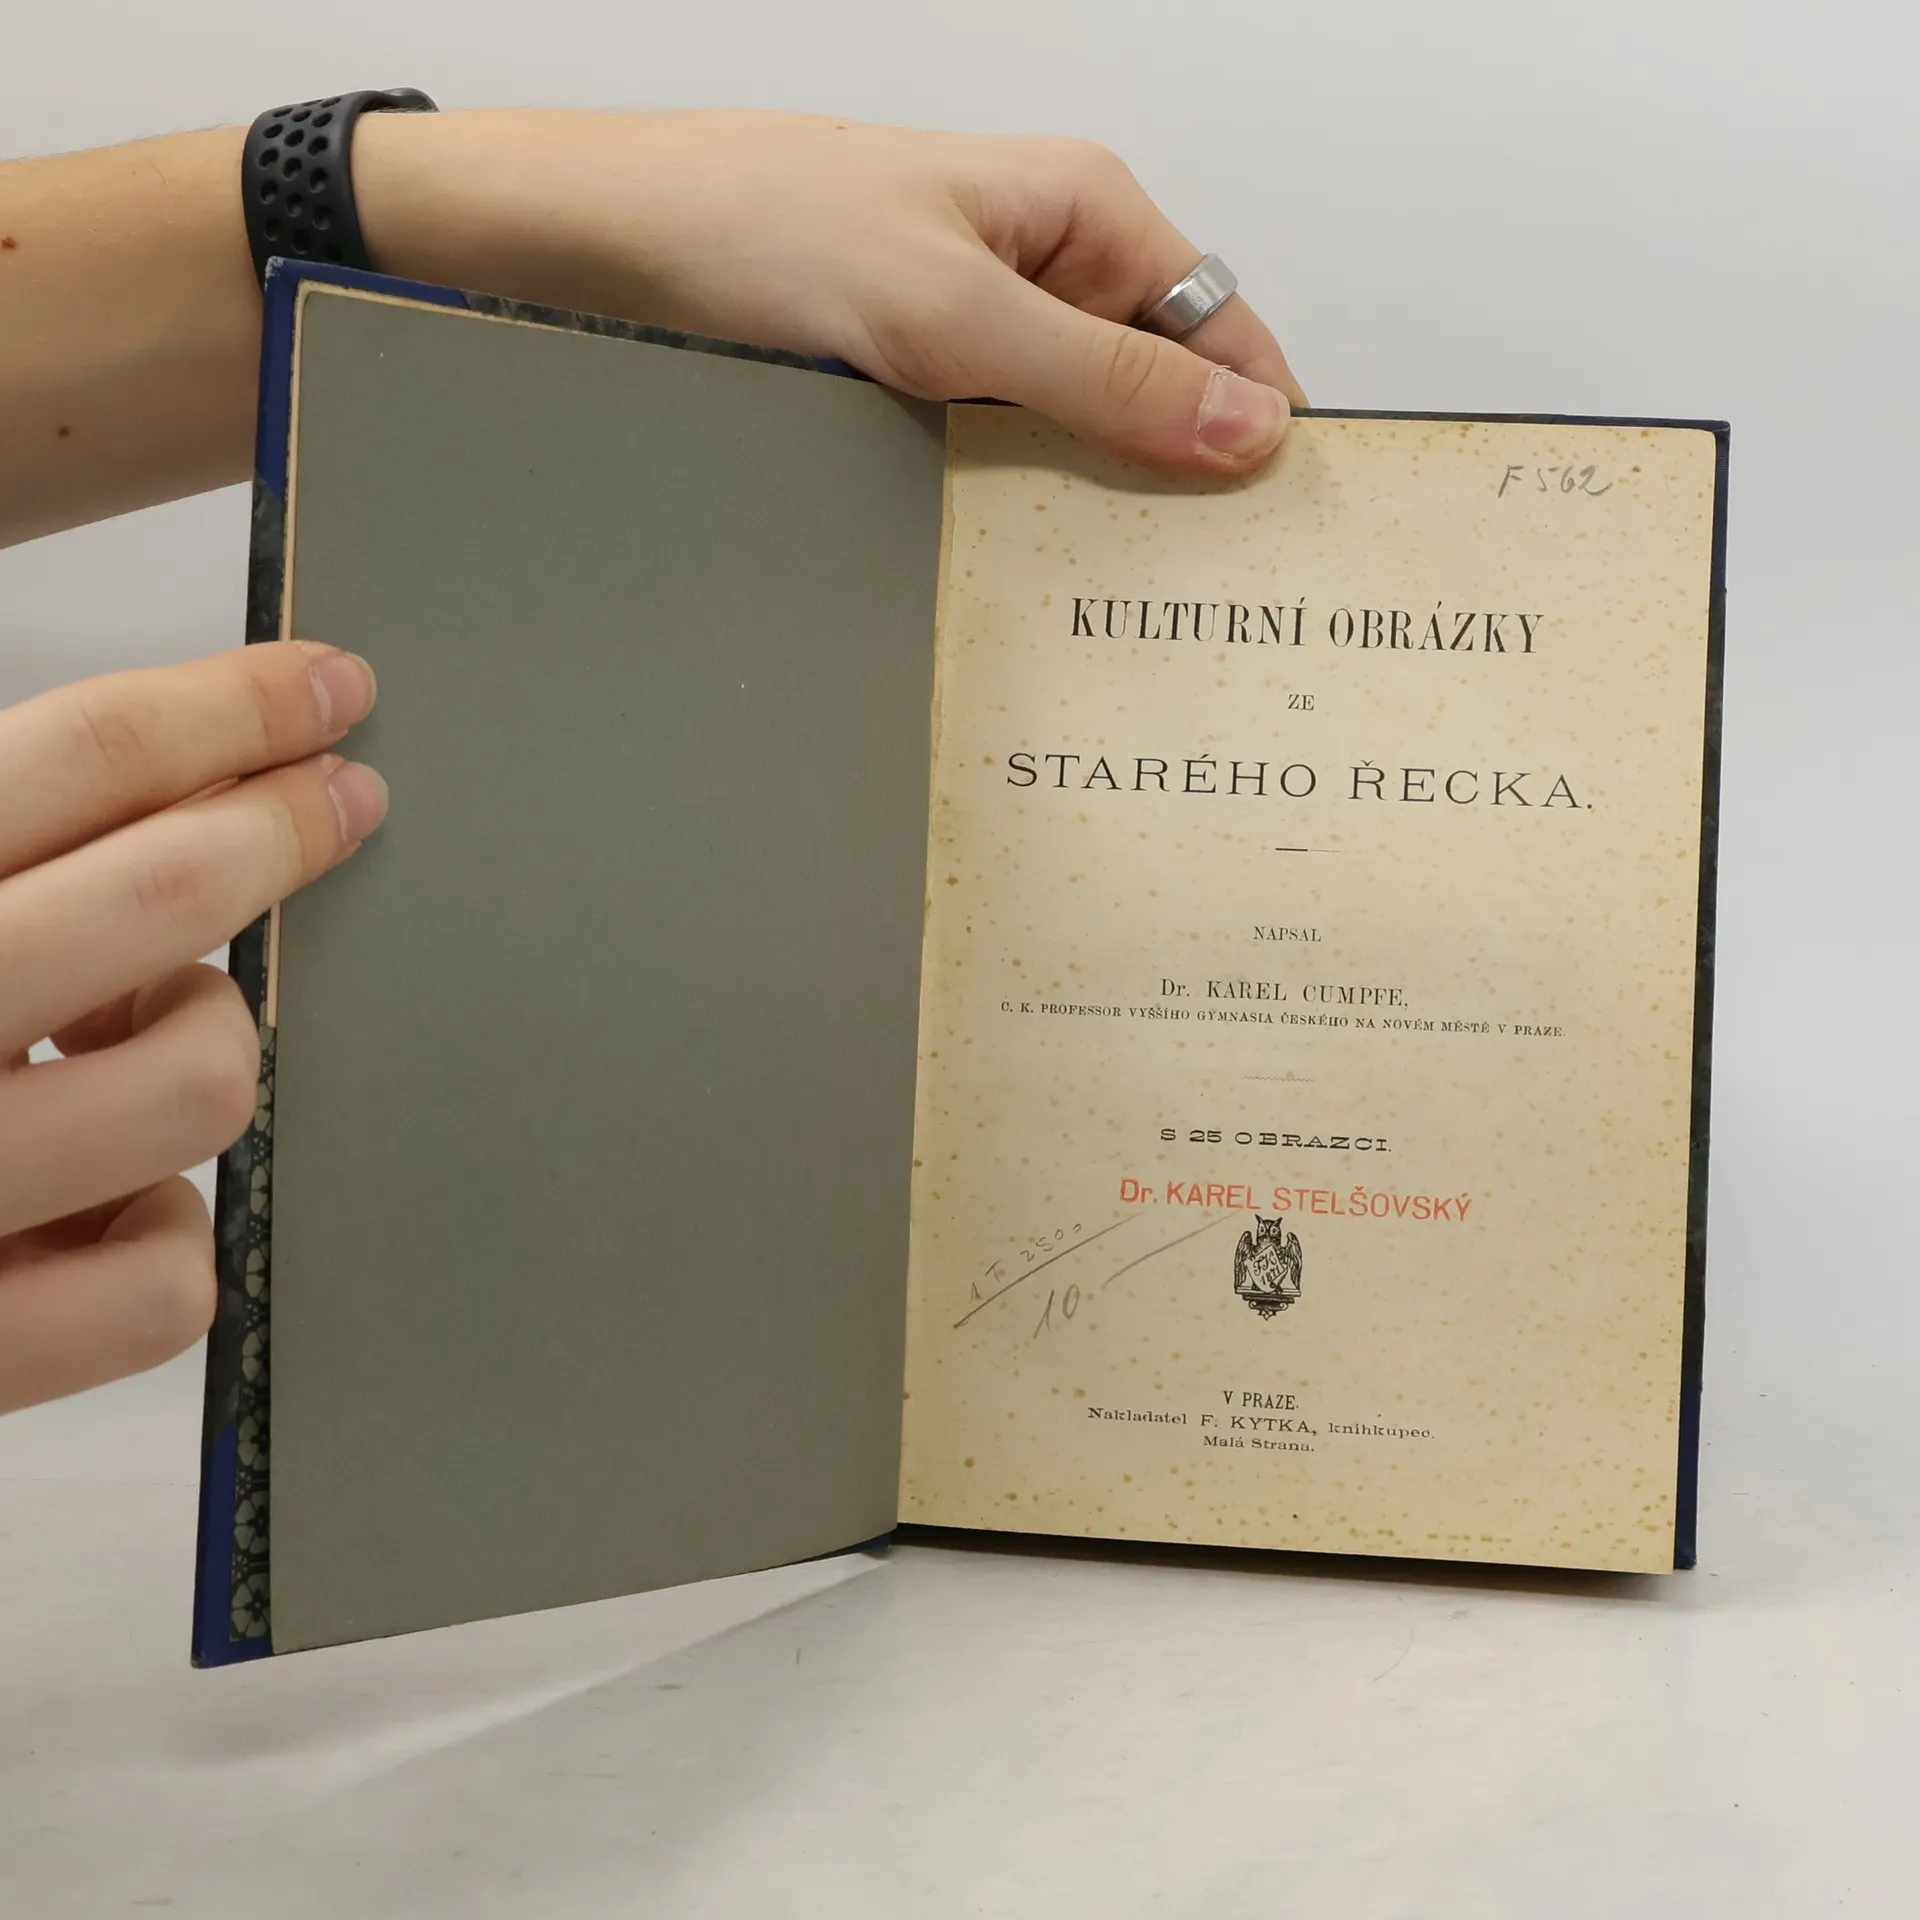 F 562
KULTURNÍ OBRÁZKY
ZE
STARÉHO ŘECKA.
NAPSAL
Dr. KAREL CUMPFE,
C. K. PROFESSOR VYŠŠÍHO GYMNASIA ČESKÉHO NA NOVÉM MĚSTĚ V PRAZE.
S 25 OBRAZCI.
Dr. KAREL STELŠOVSKÝ
10
V PRAZE.
Nakladatel F. KYTKA, knihkupec.
Malá Strana.